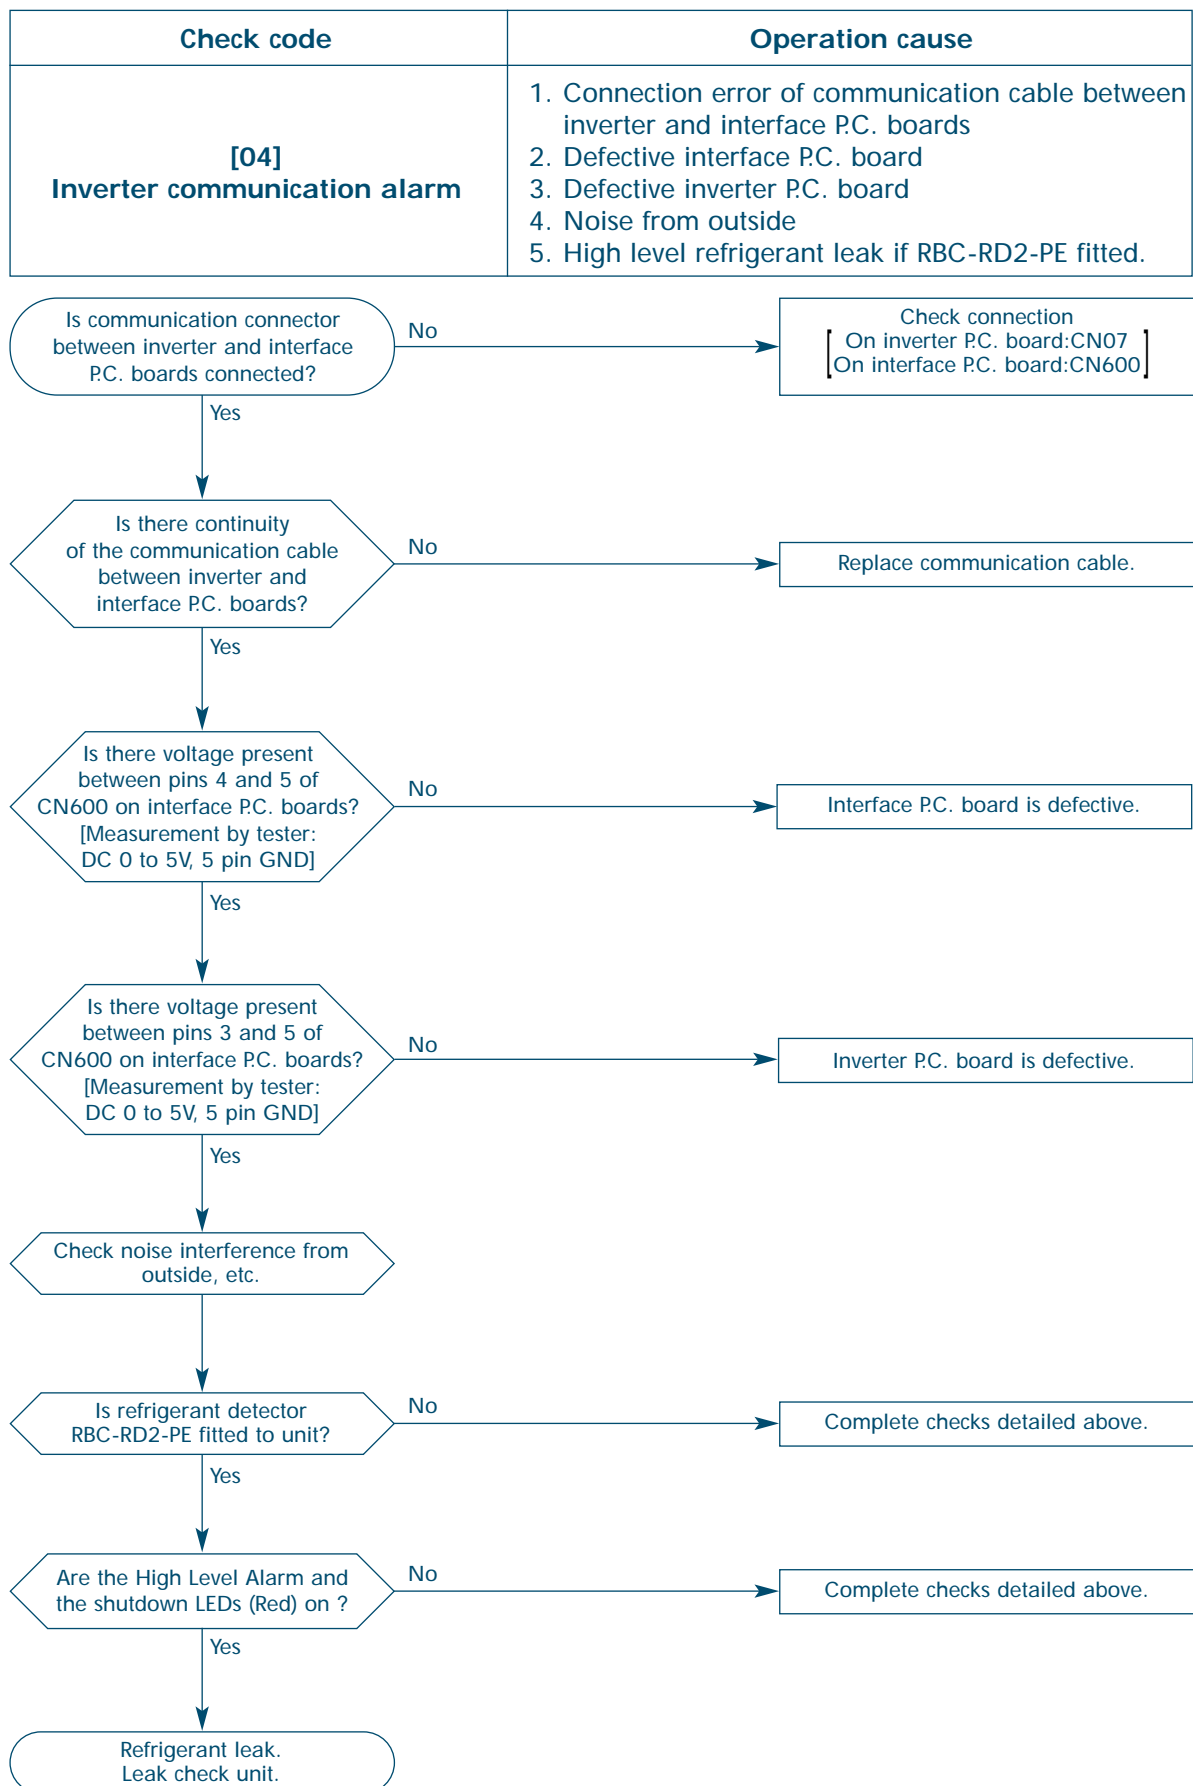 Check code
Operation cause
[04]
Inverter communication alarm
1. Connection error of communication cable between
inverter and interface P.C. boards
2. Defective interface P.C. board
3. Defective inverter P.C. board
4. Noise from outside
5. High level refrigerant leak if RBC-RD2-PE fitted.
Is communication connector
between inverter and interface
P.C. boards connected?
No
Check connection
On inverter P.C. board:CN07
On interface P.C. board:CN600
Yes
Is there continuity
of the communication cable
between inverter and
interface P.C. boards?
No
Replace communication cable.
Yes
Is there voltage present
between pins 4 and 5 of
CN600 on interface P.C. boards?
[Measurement by tester:
DC 0 to 5V, 5 pin GND]
No
Interface P.C. board is defective.
Yes
Is there voltage present
between pins 3 and 5 of
CN600 on interface P.C. boards?
[Measurement by tester:
DC 0 to 5V, 5 pin GND]
No
Inverter P.C. board is defective.
Yes
Check noise interference from
outside, etc.
Is refrigerant detector
RBC-RD2-PE fitted to unit?
No
Complete checks detailed above.
Yes
Are the High Level Alarm and
the shutdown LEDs (Red) on ?
No
Complete checks detailed above.
Yes
Refrigerant leak.
Leak check unit.